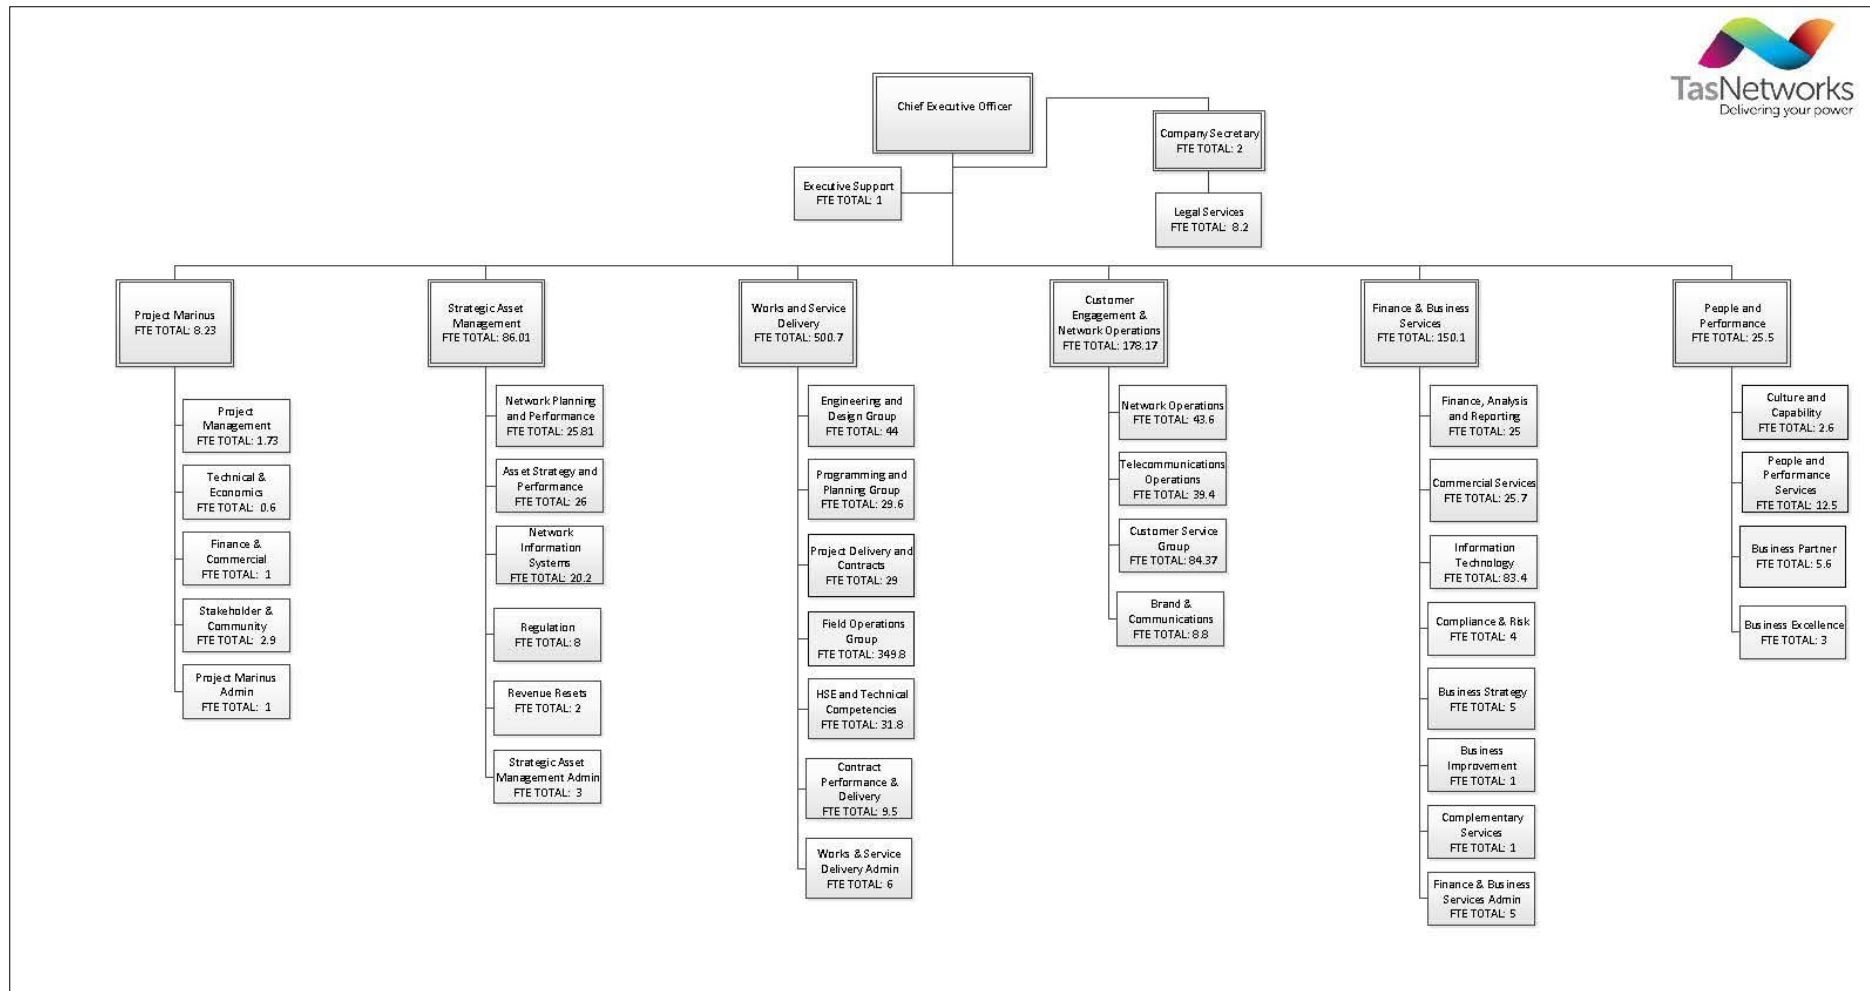 TasNetworks
Delivering your power
Chief Executive Officer
Company Secretary
FTE TOTAL: 2
Executive Support
FTE TOTAL: 1
Legal Services
FTE TOTAL: 8.2
Project Marinus
FTE TOTAL: 8.23
Project
Management
FTE TOTAL: 1.73
Technical &
Economics
FTE TOTAL: 0.6
Finance &
Commercial
FTE TOTAL: 1
Stakeholder &
Community
FTE TOTAL: 2.9
Project Marinus
Admin
FTE TOTAL: 1
Strategic Asset
Management
FTE TOTAL: 86.01
Network Planning
and Performance
FTE TOTAL: 25.81
Asset Strategy and
Performance
FTE TOTAL: 26
Network
Information
Systems
FTE TOTAL: 20.2
Regulation
FTE TOTAL: 8
Revenue Resets
FTE TOTAL: 2
Strategic Asset
Management Admin
FTE TOTAL: 3
Works and Service
Delivery
FTE TOTAL: 500.7
Engineering and
Design Group
FTE TOTAL: 44
Programming and
Planning Group
FTE TOTAL: 29.6
Project Delivery and
Contracts
FTE TOTAL: 29
Field Operations
Group
FTE TOTAL: 349.8
HSE and Technical
Competencies
FTE TOTAL: 31.8
Contract
Performance &
Delivery
FTE TOTAL: 9.5
Works & Service
Delivery Admin
FTE TOTAL: 6
Customer
Engagement &
Network Operations
FTE TOTAL: 178.17
Network Operations
FTE TOTAL: 43.6
Telecommunications
Operations
FTE TOTAL: 39.4
Customer Service
Group
FTE TOTAL: 84.37
Brand &
Communications
FTE TOTAL: 8.8
Finance & Business
Services
FTE TOTAL: 150.1
Finance, Analysis
and Reporting
FTE TOTAL: 25
Commercial Services
FTE TOTAL: 25.7
Information
Technology
FTE TOTAL: 83.4
Compliance & Risk
FTE TOTAL: 4
Business Strategy
FTE TOTAL: 5
Business
Improvement
FTE TOTAL: 1
Complementary
Services
FTE TOTAL: 1
Finance & Business
Services Admin
FTE TOTAL: 5
People and
Performance
FTE TOTAL: 25.5
Culture and
Capability
FTE TOTAL: 2.6
People and
Performance
Services
FTE TOTAL: 12.5
Business Partner
FTE TOTAL: 5.6
Business Excellence
FTE TOTAL: 3